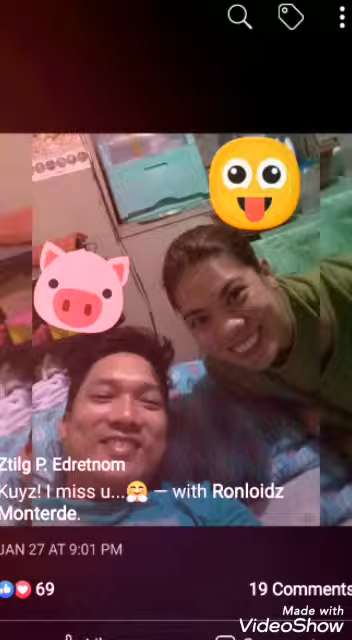 Ztilg P. Edretnom
Kuyz! I miss u...🤗 — with Ronloidz
Monterde.
JAN 27 AT 9:01 PM
69
19 Comments
Made with
VideoShow